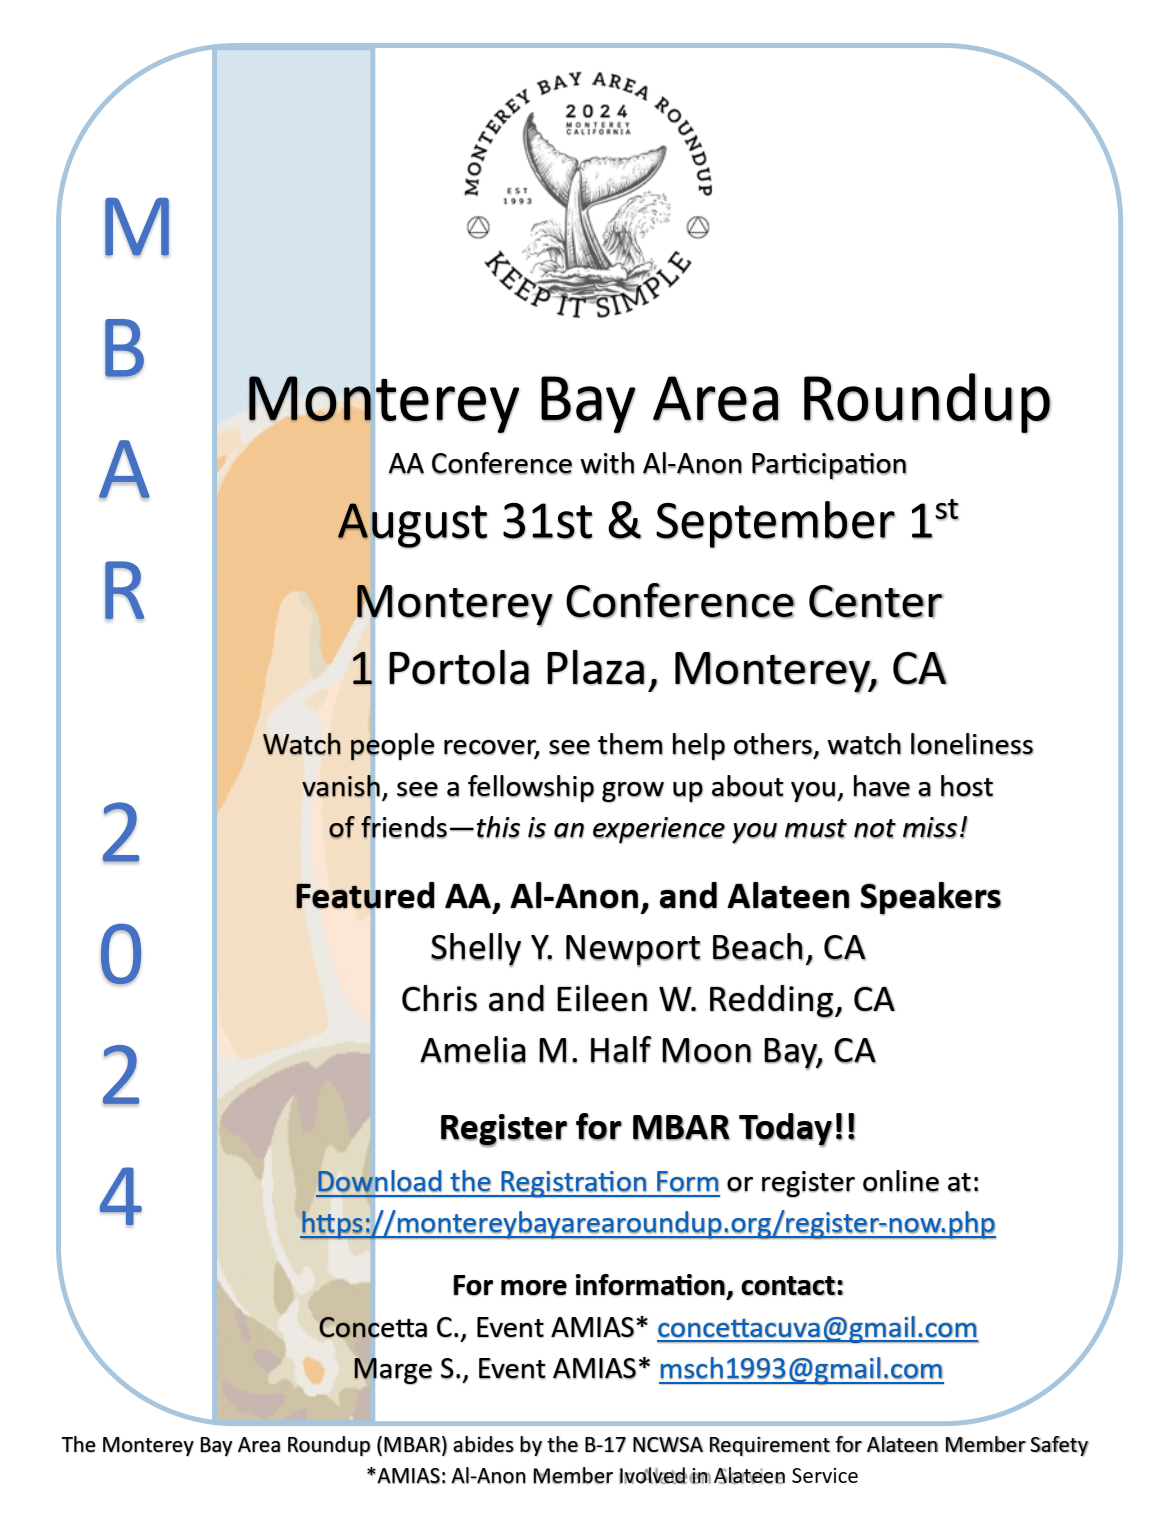 MONTEREY BAY AREA ROUNDUP
2024
MONTEREY
CALIFORNIA
EST
1993
KEEP IT SIMPLE
M
B
A
R
2
0
2
4
Monterey Bay Area Roundup
AA Conference with Al-Anon Participation
August 31st & September 1st
Monterey Conference Center
1 Portola Plaza, Monterey, CA
Watch people recover, see them help others, watch loneliness
vanish, see a fellowship grow up about you, have a host
of friends—this is an experience you must not miss!
Featured AA, Al-Anon, and Alateen Speakers
Shelly Y. Newport Beach, CA
Chris and Eileen W. Redding, CA
Amelia M. Half Moon Bay, CA
Register for MBAR Today!!
Download the Registration Form or register online at:
https://montereybayarearoundup.org/register-now.php
For more information, contact:
Concetta C., Event AMIAS* concettacuva@gmail.com
Marge S., Event AMIAS* msch1993@gmail.com
The Monterey Bay Area Roundup (MBAR) abides by the B-17 NCWSA Requirement for Alateen Member Safety
*AMIAS: Al-Anon Member Inolved in Alateen Service